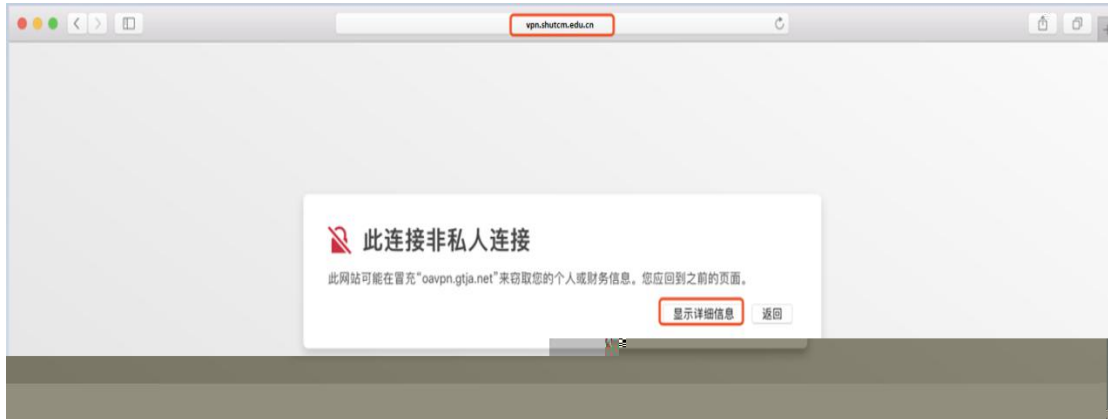 vpn.shutcm.edu.cn
此连接非私人连接
此网站可能在冒充“oavpn.gtja.net”来窃取您的个人或财务信息。您应回到之前的页面。
显示详细信息 返回